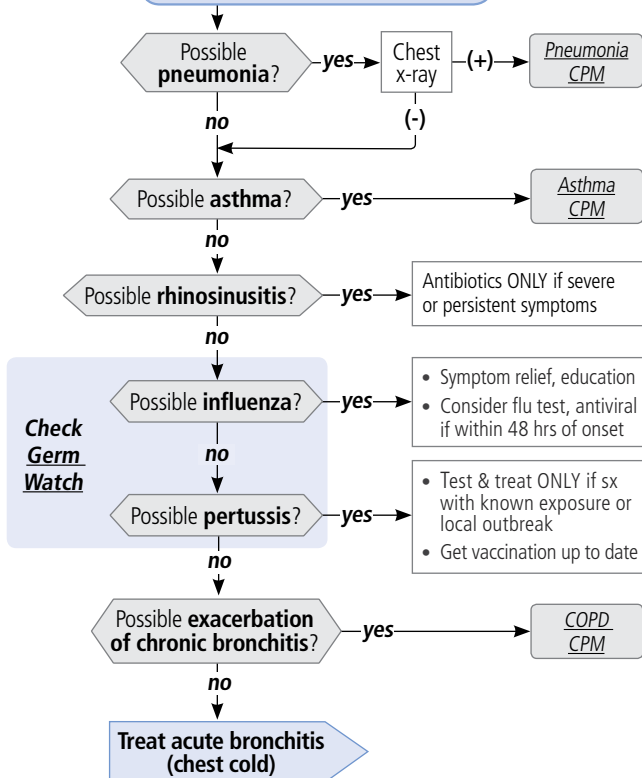 Possible
pneumonia?
yes
Chest
x-ray
(+)
Pneumonia
CPM
no
(-)
Possible asthma?
yes
Asthma
CPM
no
Possible rhinosinusitis?
yes
Antibiotics ONLY if severe
or persistent symptoms
no
Check
Germ
Watch
Possible influenza?
yes
• Symptom relief, education
• Consider flu test, antiviral
if within 48 hrs of onset
no
Possible pertussis?
yes
• Test & treat ONLY if sx
with known exposure or
local outbreak
• Get vaccination up to date
no
Possible exacerbation
of chronic bronchitis?
yes
COPD
CPM
no
Treat acute bronchitis
(chest cold)